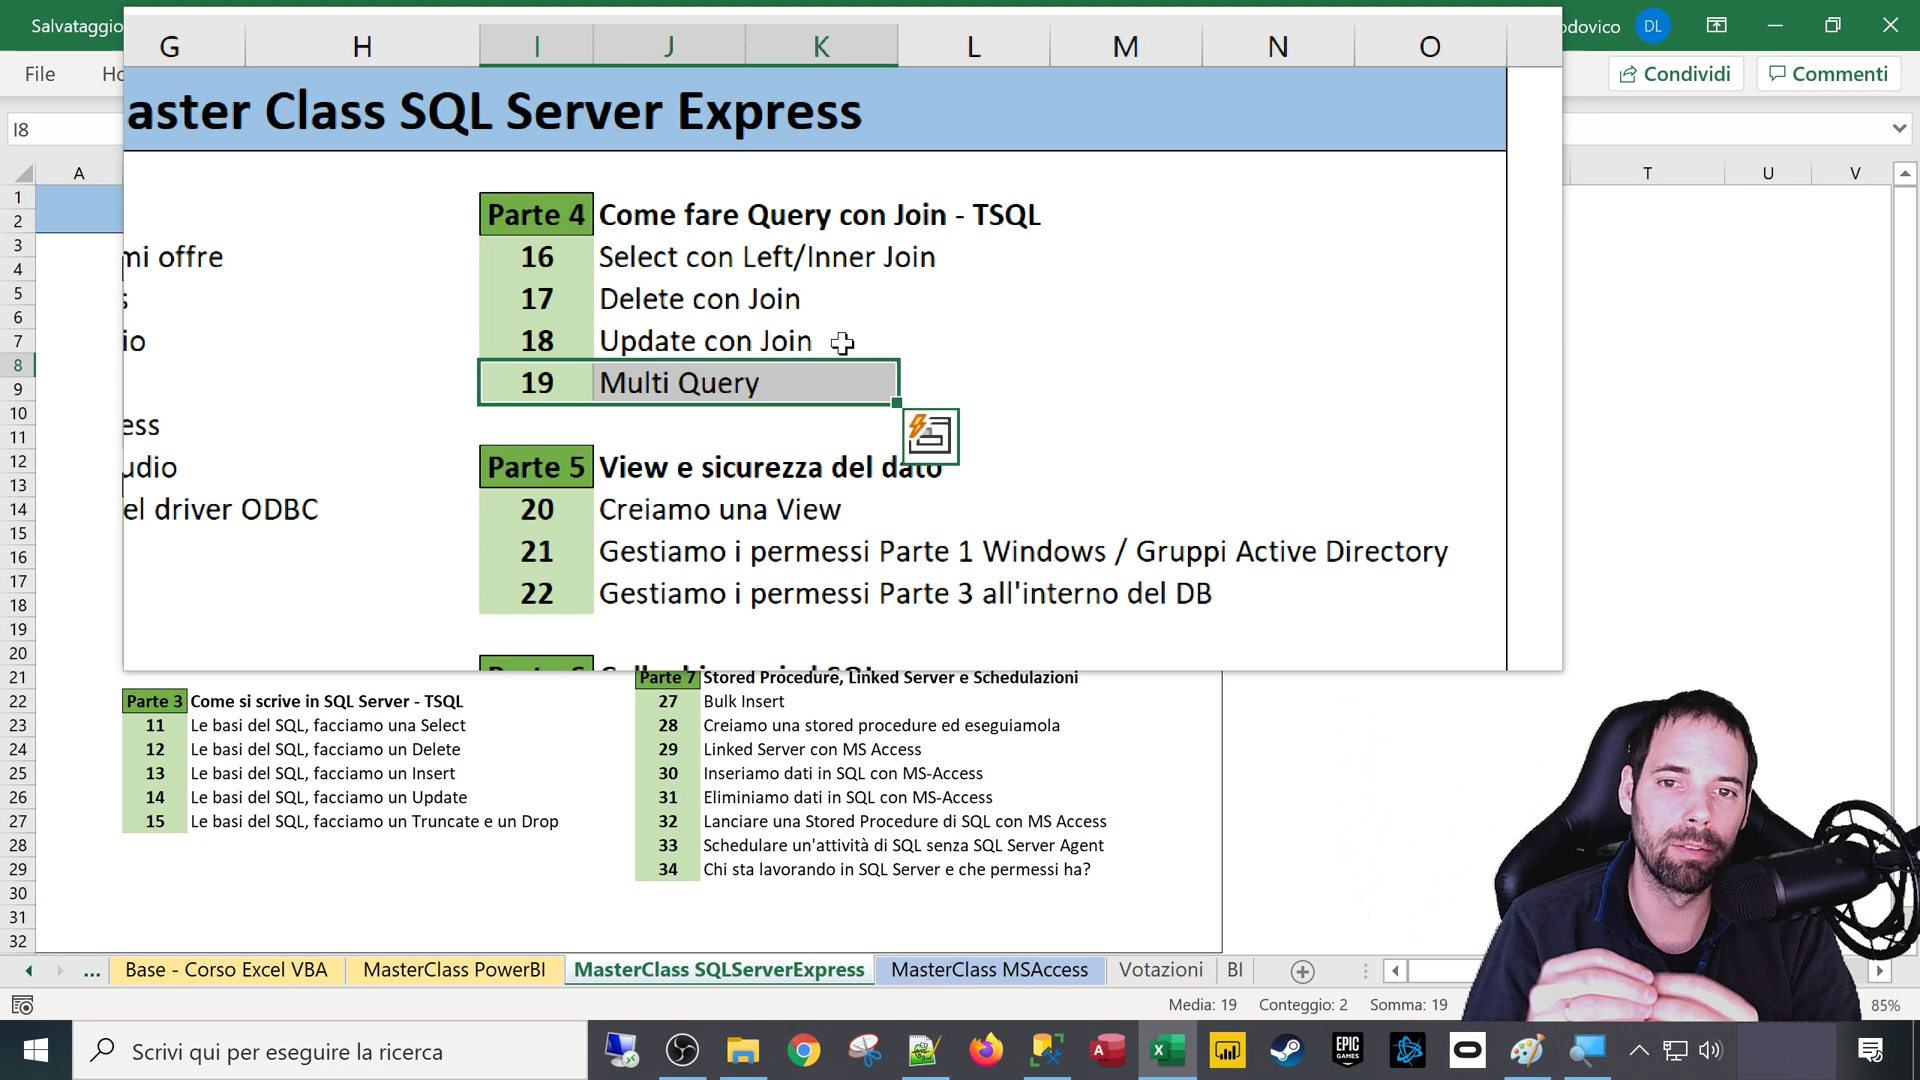 Salvataggio
odovico
DL
File
Ho
Condividi
Commenti
I8
G H I J K L M N O
A T U V
aster Class SQL Server Express
mi offre
s
io
ess
udio
el driver ODBC
Parte 4 Come fare Query con Join - TSQL
16 Select con Left/Inner Join
17 Delete con Join
18 Update con Join
19 Multi Query
Parte 5 View e sicurezza del dato
20 Creiamo una View
21 Gestiamo i permessi Parte 1 Windows / Gruppi Active Directory
22 Gestiamo i permessi Parte 3 all'interno del DB
1
2
3
4
5
6
7
8
9
10
11
12
13
14
15
16
17
18
19
20
21
22
23
24
25
26
27
28
29
30
31
32
Parte 3 Come si scrive in SQL Server - TSQL
11 Le basi del SQL, facciamo una Select
12 Le basi del SQL, facciamo un Delete
13 Le basi del SQL, facciamo un Insert
14 Le basi del SQL, facciamo un Update
15 Le basi del SQL, facciamo un Truncate e un Drop
Parte 7 Stored Procedure, Linked Server e Schedulazioni
27 Bulk Insert
28 Creiamo una stored procedure ed eseguiamola
29 Linked Server con MS Access
30 Inseriamo dati in SQL con MS-Access
31 Eliminiamo dati in SQL con MS-Access
32 Lanciare una Stored Procedure di SQL con MS Access
33 Schedulare un'attività di SQL senza SQL Server Agent
34 Chi sta lavorando in SQL Server e che permessi ha?
... Base - Corso Excel VBA MasterClass PowerBI MasterClass SQLServerExpress MasterClass MSAccess Votazioni BI
Media: 19 Conteggio: 2 Somma: 19 85%
Scrivi qui per eseguire la ricerca
EPIC GAMES